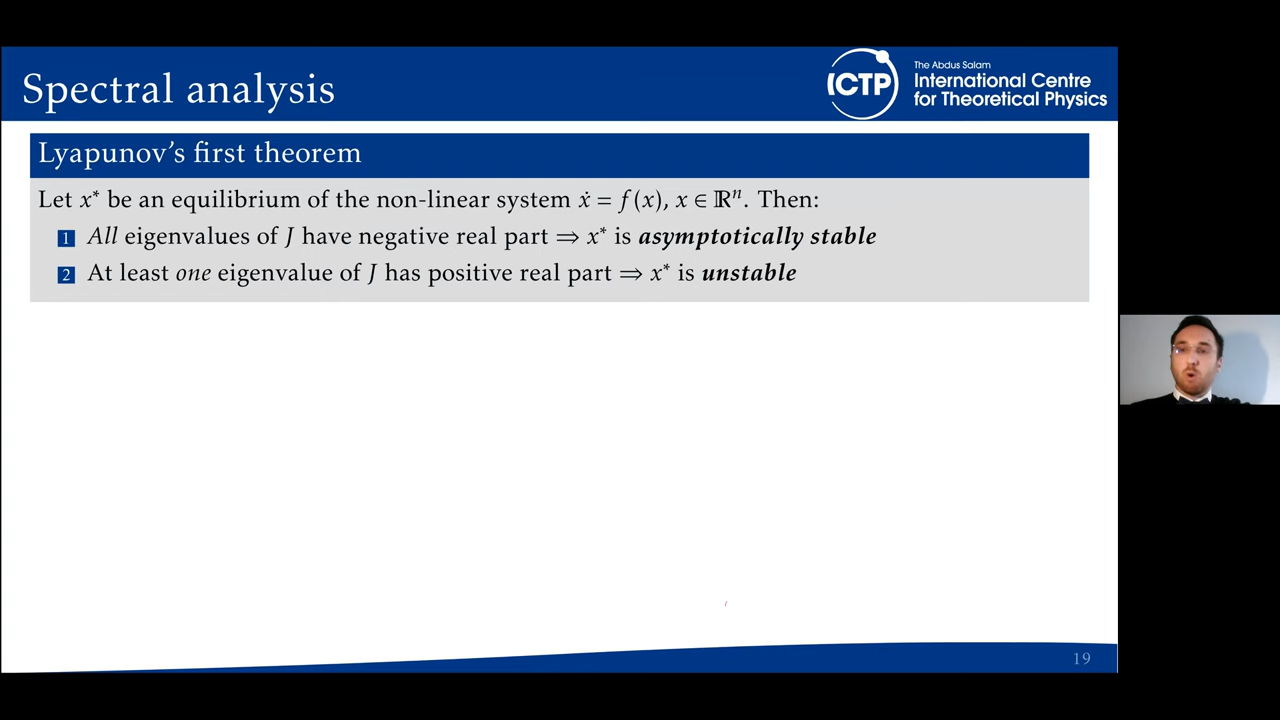 Spectral analysis
ICTP
The Abdus Salam
International Centre
for Theoretical Physics
Lyapunov's first theorem
Let x* be an equilibrium of the non-linear system ẋ = f(x), x ∈ ℝⁿ. Then:
1 All eigenvalues of J have negative real part ⇒ x* is asymptotically stable
2 At least one eigenvalue of J has positive real part ⇒ x* is unstable
19